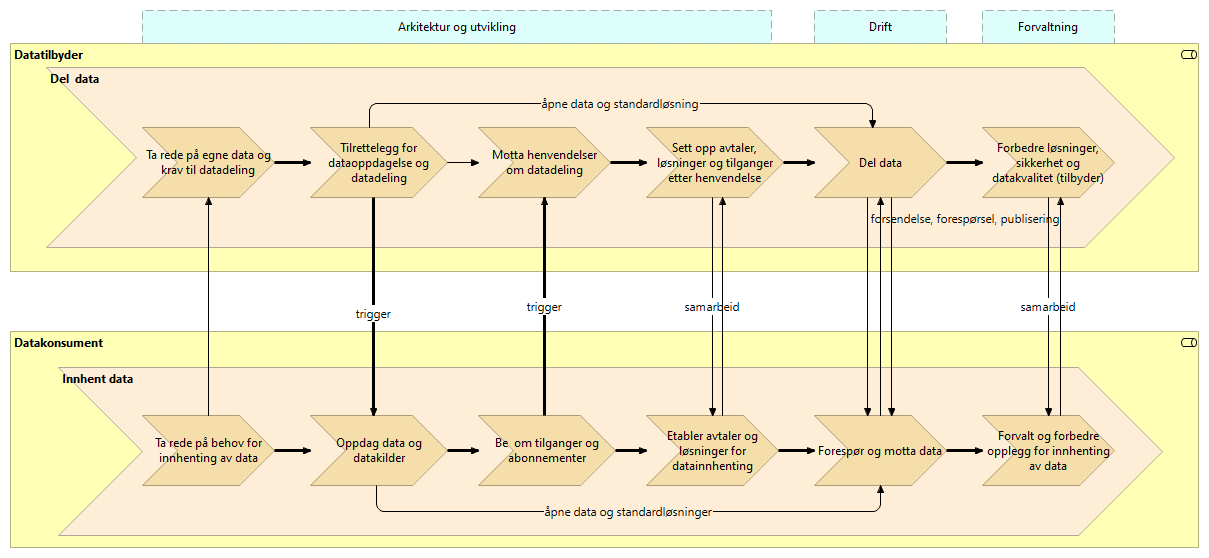 Arkitektur og utvikling
Drift
Forvaltning
Datatilbyder
Del data
åpne data og standardløsning
Ta rede på egne data og
krav til datadeling
Tilrettelegg for
dataoppdagelse og
datadeling
Motta henvendelser
om datadeling
Sett opp avtaler,
løsninger og tilganger
etter henvendelse
Del data
Forbedre løsninger,
sikkerhet og
datakvalitet (tilbyder)
forsendelse, forespørsel, publisering
trigger
trigger
samarbeid
samarbeid
Datakonsument
Innhent data
Ta rede på behov for
innhenting av data
Oppdag data og
datakilder
Be om tilganger og
abonnementer
Etabler avtaler og
løsninger for
datainnhenting
Forespør og motta data
Forvalt og forbedre
opplegg for innhenting
av data
åpne data og standardløsninger